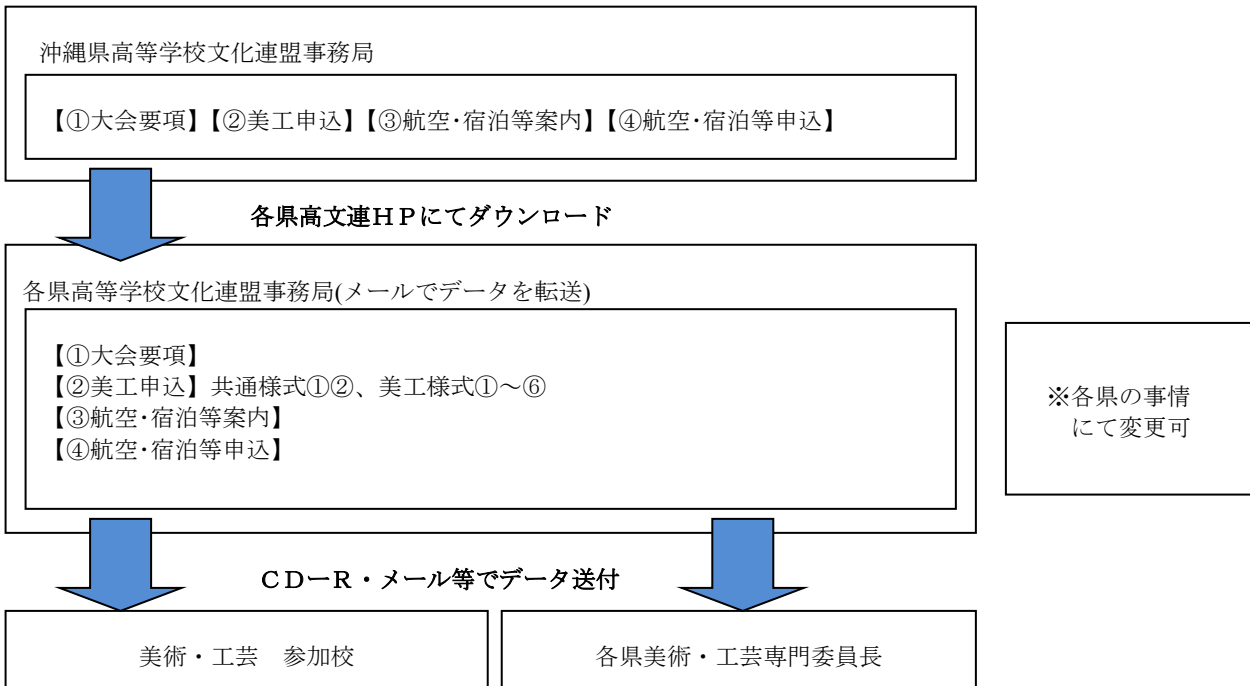 沖縄県高等学校文化連盟事務局
【①大会要項】【②美工申込】【③航空･宿泊等案内】【④航空･宿泊等申込】
各県高文連ＨＰにてダウンロード
各県高等学校文化連盟事務局(メールでデータを転送)
【①大会要項】
【②美工申込】共通様式①②、美工様式①～⑥
【③航空･宿泊等案内】
【④航空･宿泊等申込】
※各県の事情
にて変更可
ＣＤ－Ｒ・メール等でデータ送付
美術・工芸　参加校
各県美術・工芸専門委員長